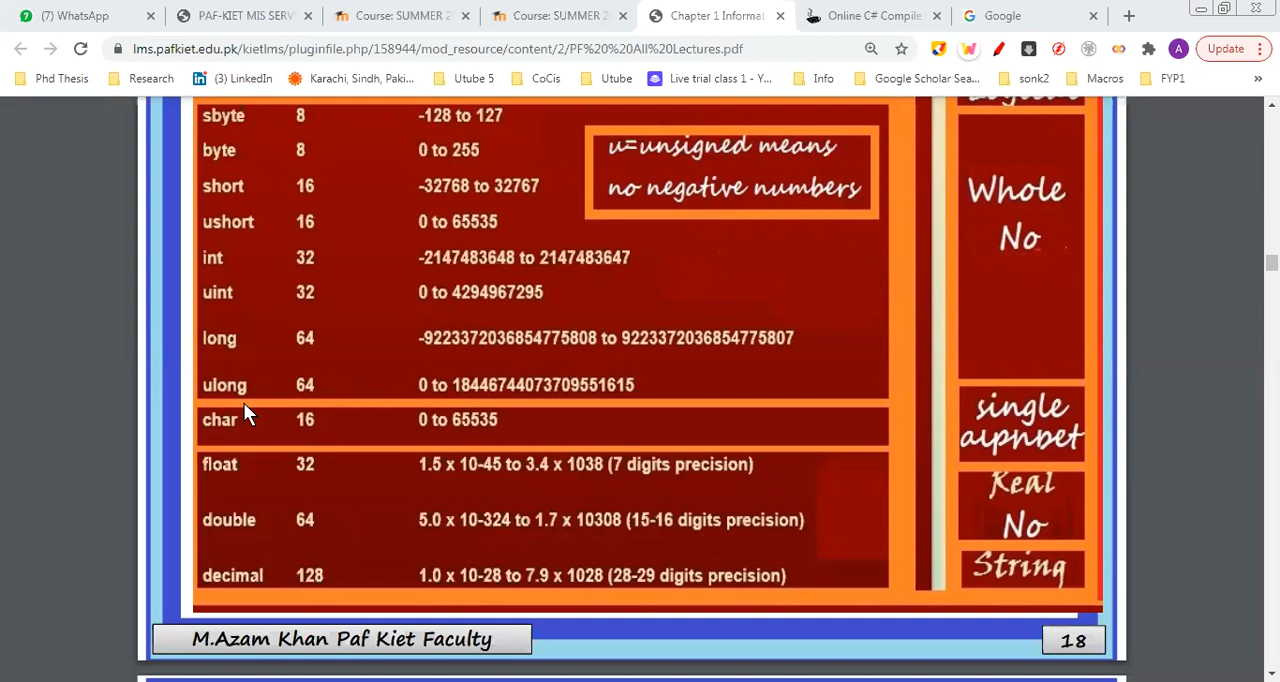 (7) WhatsApp
PAF-KIET MIS SERV
Course: SUMMER 2
Course: SUMMER 2
Chapter 1 Informat
Online C# Compile
Google
lms.pafkiet.edu.pk/kietlms/pluginfile.php/158944/mod_resource/content/2/PF%20%20All%20Lectures.pdf
A
Update
Phd Thesis
Research
(3) LinkedIn
Karachi, Sindh, Paki...
Utube 5
CoCis
Utube
Live trial class 1 - Y...
Info
Google Scholar Sea...
sonk2
Macros
FYP1
»
sbyte 8 -128 to 127
byte 8 0 to 255
short 16 -32768 to 32767
ushort 16 0 to 65535
int 32 -2147483648 to 2147483647
uint 32 0 to 4294967295
long 64 -9223372036854775808 to 9223372036854775807
ulong 64 0 to 18446744073709551615
char 16 0 to 65535
float 32 1.5 x 10-45 to 3.4 x 1038 (7 digits precision)
double 64 5.0 x 10-324 to 1.7 x 10308 (15-16 digits precision)
decimal 128 1.0 x 10-28 to 7.9 x 1028 (28-29 digits precision)
u=unsigned means
no negative numbers
Whole
No
single
alphbet
Real
No
String
M.Azam Khan Paf Kiet Faculty
18